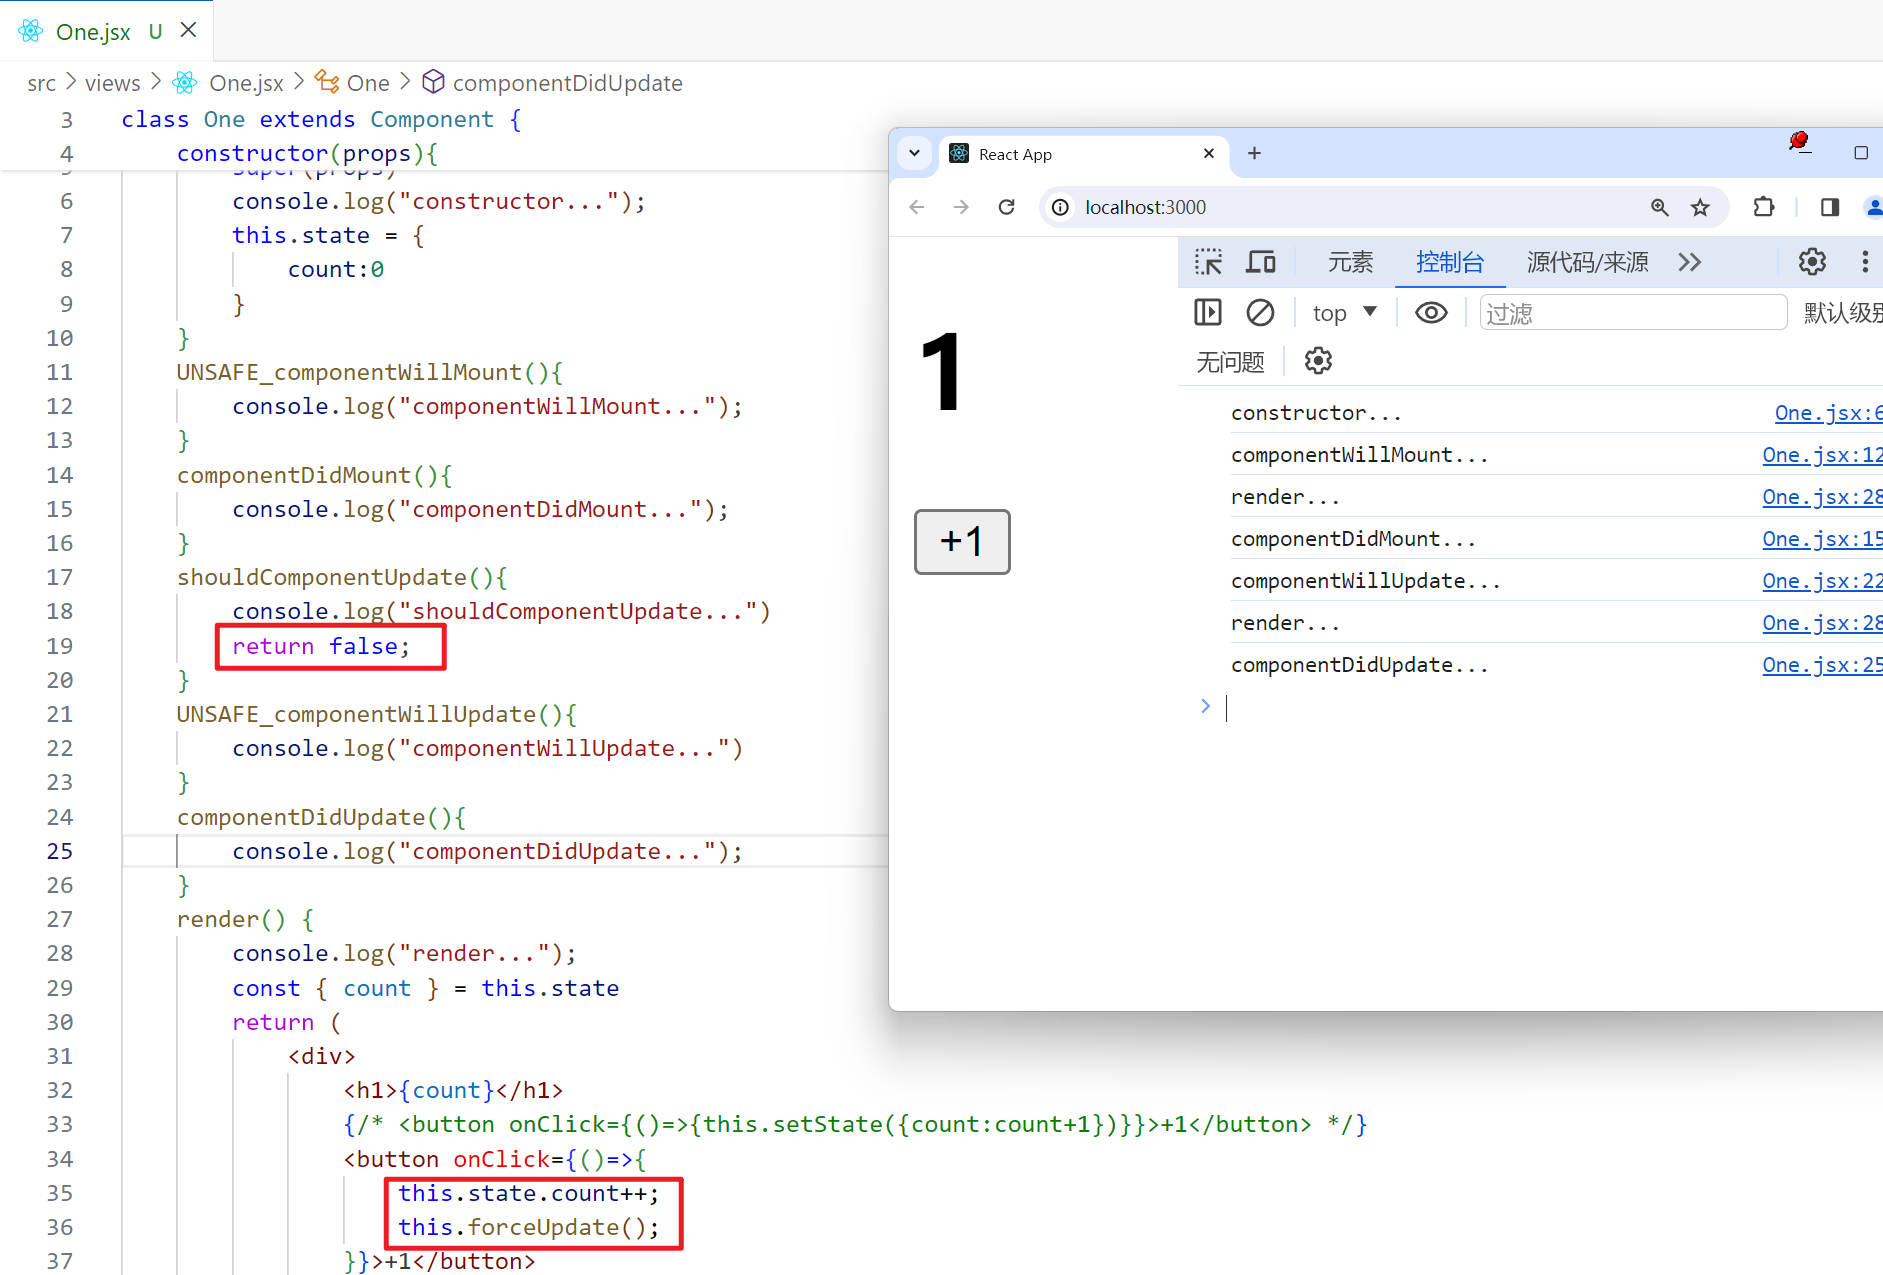 One.jsx U
src > views > One.jsx > One > componentDidUpdate
3 class One extends Component {
4 constructor(props){
super(props)
6 console.log("constructor...");
7 this.state = {
8 count:0
9 }
10 }
11 UNSAFE_componentWillMount(){
12 console.log("componentWillMount...");
13 }
14 componentDidMount(){
15 console.log("componentDidMount...");
16 }
17 shouldComponentUpdate(){
18 console.log("shouldComponentUpdate...")
19 return false;
20 }
21 UNSAFE_componentWillUpdate(){
22 console.log("componentWillUpdate...")
23 }
24 componentDidUpdate(){
25 console.log("componentDidUpdate...");
26 }
27 render() {
28 console.log("render...");
29 const { count } = this.state
30 return (
31 <div>
32 <h1>{count}</h1>
33 {/* <button onClick={()=>{this.setState({count:count+1})}}>+1</button> */}
34 <button onClick={()=>{
35 this.state.count++;
36 this.forceUpdate();
37 }}>+1</button>
React App
localhost:3000
1
+1
元素 控制台 源代码/来源
top 过滤 默认级别
无问题
constructor... One.jsx:6
componentWillMount... One.jsx:12
render... One.jsx:28
componentDidMount... One.jsx:15
componentWillUpdate... One.jsx:22
render... One.jsx:28
componentDidUpdate... One.jsx:25
>